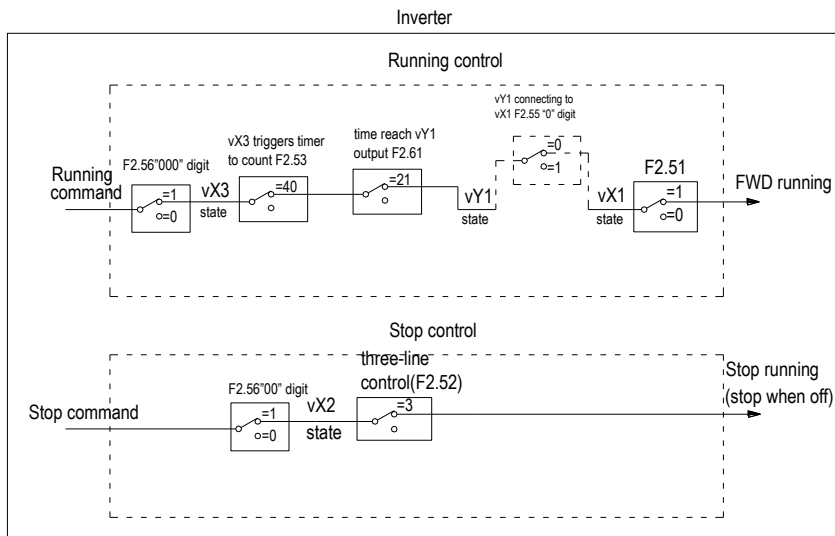 Inverter
Running control
vY1 connecting to
vX1 F2.55 “0” digit
vX3 triggers timer
to count F2.53
time reach vY1
output F2.61
F2.56"000” digit
Running
command
=1
=0
vX3
state
=40
=21
vY1
state
=0
=1
vX1
state
F2.51
=1
=0
FWD running
Stop control
three-line
control(F2.52)
F2.56"00” digit
Stop command
=1
=0
vX2
state
=3
Stop running
(stop when off)